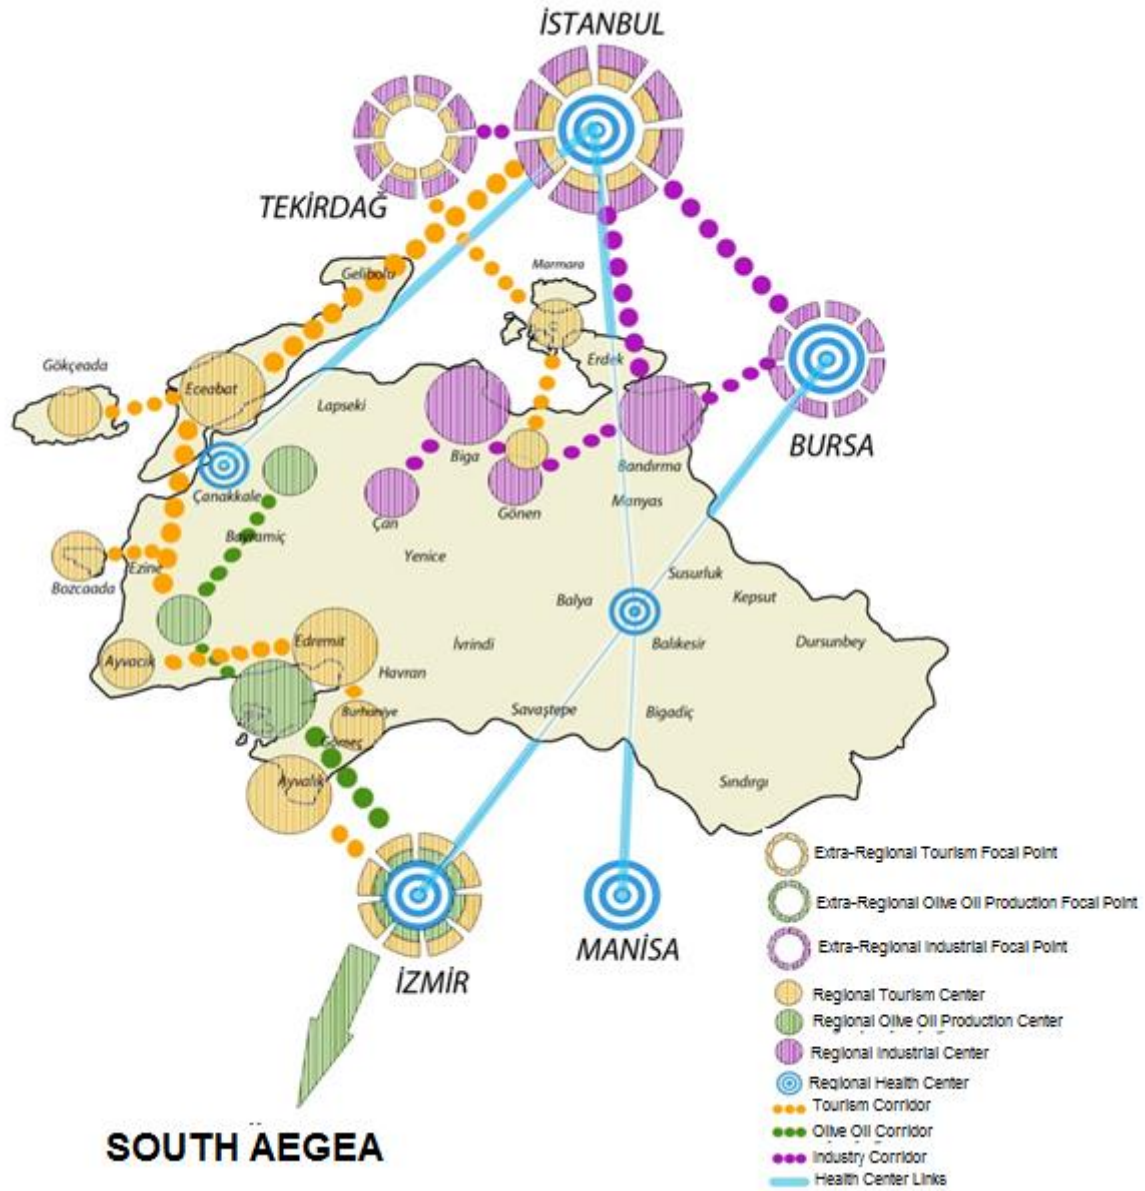 İSTANBUL
TEKİRDAĞ
Marmara
Gelibolu
Erdek
Gökçeada
Eceabat
Lapseki
BURSA
Biga
Bandırma
Çanakkale
Çan
Gönen
Manyas
Bayramiç
Yenice
Ezine
Bozcaada
Susurluk
Balya
Kepsut
Edremit
İvrindi
Balıkesir
Dursunbey
Ayvacık
Havran
Burhaniye
Savaştepe
Bigadiç
Gömeç
Ayvalık
Sındırgı
MANİSA
İZMİR
SOUTH AEGEA
Extra-Regional Tourism Focal Point
Extra-Regional Olive Oil Production Focal Point
Extra-Regional Industrial Focal Point
Regional Tourism Center
Regional Olive Oil Production Center
Regional Industrial Center
Regional Health Center
Tourism Corridor
Olive Oil Corridor
Industry Corridor
Health Center Links